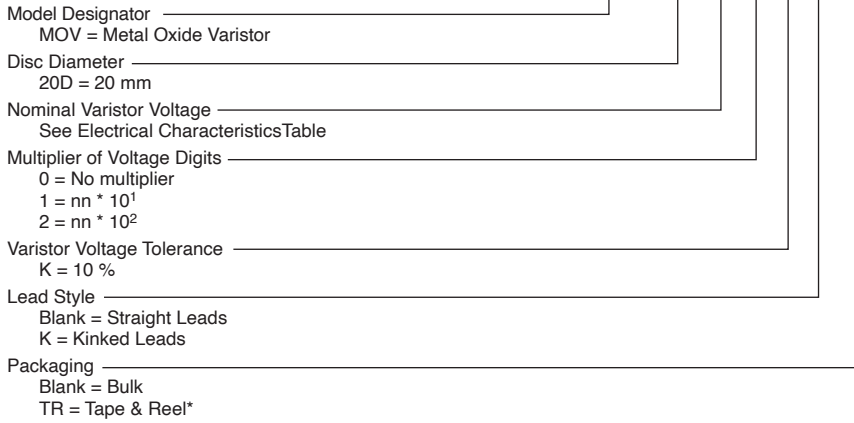 Model Designator
MOV = Metal Oxide Varistor
Disc Diameter
20D = 20 mm
Nominal Varistor Voltage
See Electrical CharacteristicsTable
Multiplier of Voltage Digits
0 = No multiplier
1 = nn * 10¹
2 = nn * 10²
Varistor Voltage Tolerance
K = 10 %
Lead Style
Blank = Straight Leads
K = Kinked Leads
Packaging
Blank = Bulk
TR = Tape & Reel*